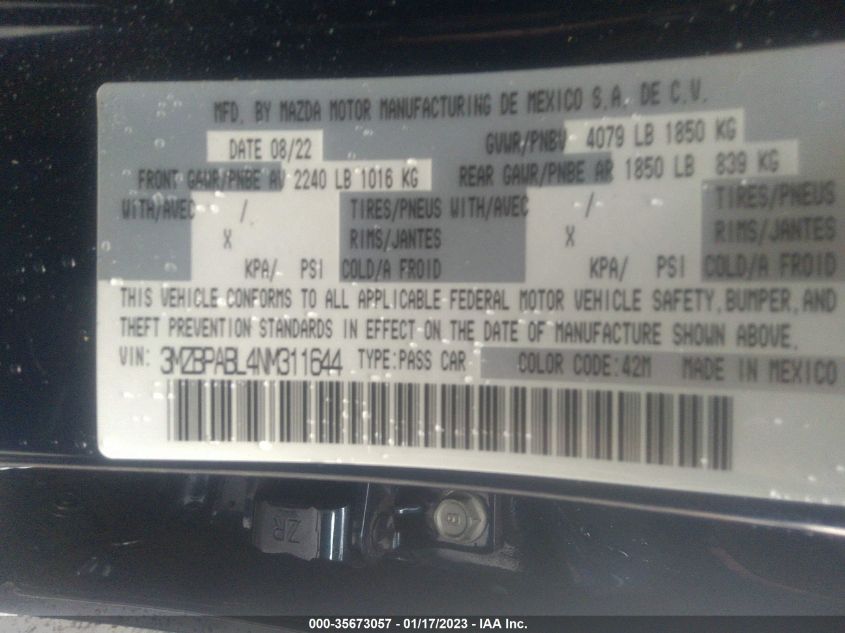 MFD. BY MAZDA MOTOR MANUFACTURING DE MEXICO S.A. DE C.V.
DATE 08/22 GVWR/PNBV 4079 LB 1850 KG
FRONT GAWR/PNBE AV 2240 LB 1016 KG REAR GAWR/PNBE AR 1850 LB 839 KG
WITH/AVEC / TIRES/PNEUS WITH/AVEC / TIRES/PNEUS
X RIMS/JANTES X RIMS/JANTES
KPA/ PSI COLD/A FROID KPA/ PSI COLD/A FROID
THIS VEHICLE CONFORMS TO ALL APPLICABLE FEDERAL MOTOR VEHICLE SAFETY, BUMPER, AND
THEFT PREVENTION STANDARDS IN EFFECT ON THE DATE OF MANUFACTURE SHOWN ABOVE.
VIN: 3MZBPABL4NM311644 TYPE:PASS CAR COLOR CODE:42M MADE IN MEXICO
ZR
6
000-35673057 - 01/17/2023 - IAA Inc.